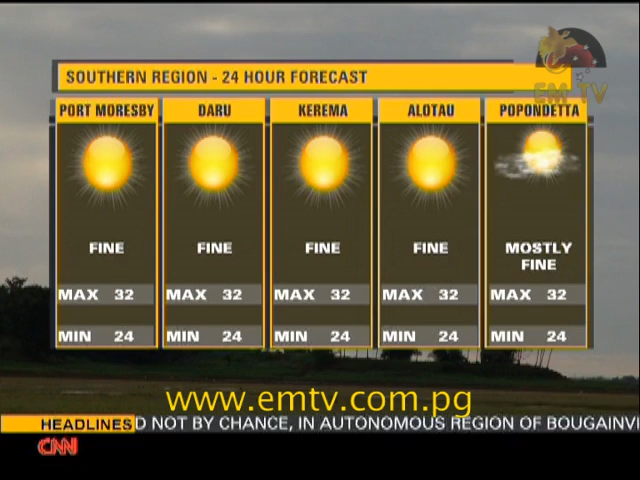 EM TV
SOUTHERN REGION - 24 HOUR FORECAST
PORT MORESBY
FINE
MAX 32
MIN 24
DARU
FINE
MAX 32
MIN 24
KEREMA
FINE
MAX 32
MIN 24
ALOTAU
FINE
MAX 32
MIN 24
POPONDETTA
MOSTLY
FINE
MAX 32
MIN 24
www.emtv.com.pg
HEADLINES D NOT BY CHANCE, IN AUTONOMOUS REGION OF BOUGAINVI
CNN